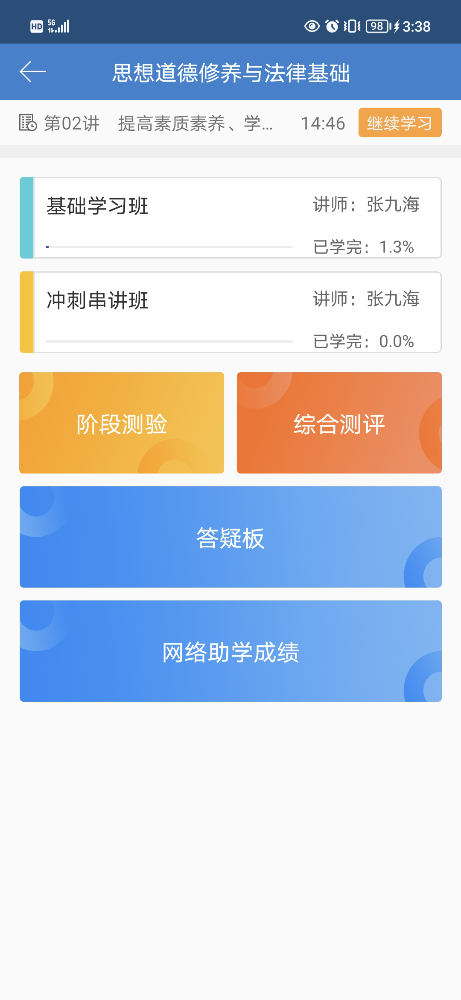 HD 5G 98 3:38
思想道德修养与法律基础
第02讲 提高素质素养、学... 14:46 继续学习
基础学习班 讲师：张九海
已学完：1.3%
冲刺串讲班 讲师：张九海
已学完：0.0%
阶段测验 综合测评
答疑板
网络助学成绩